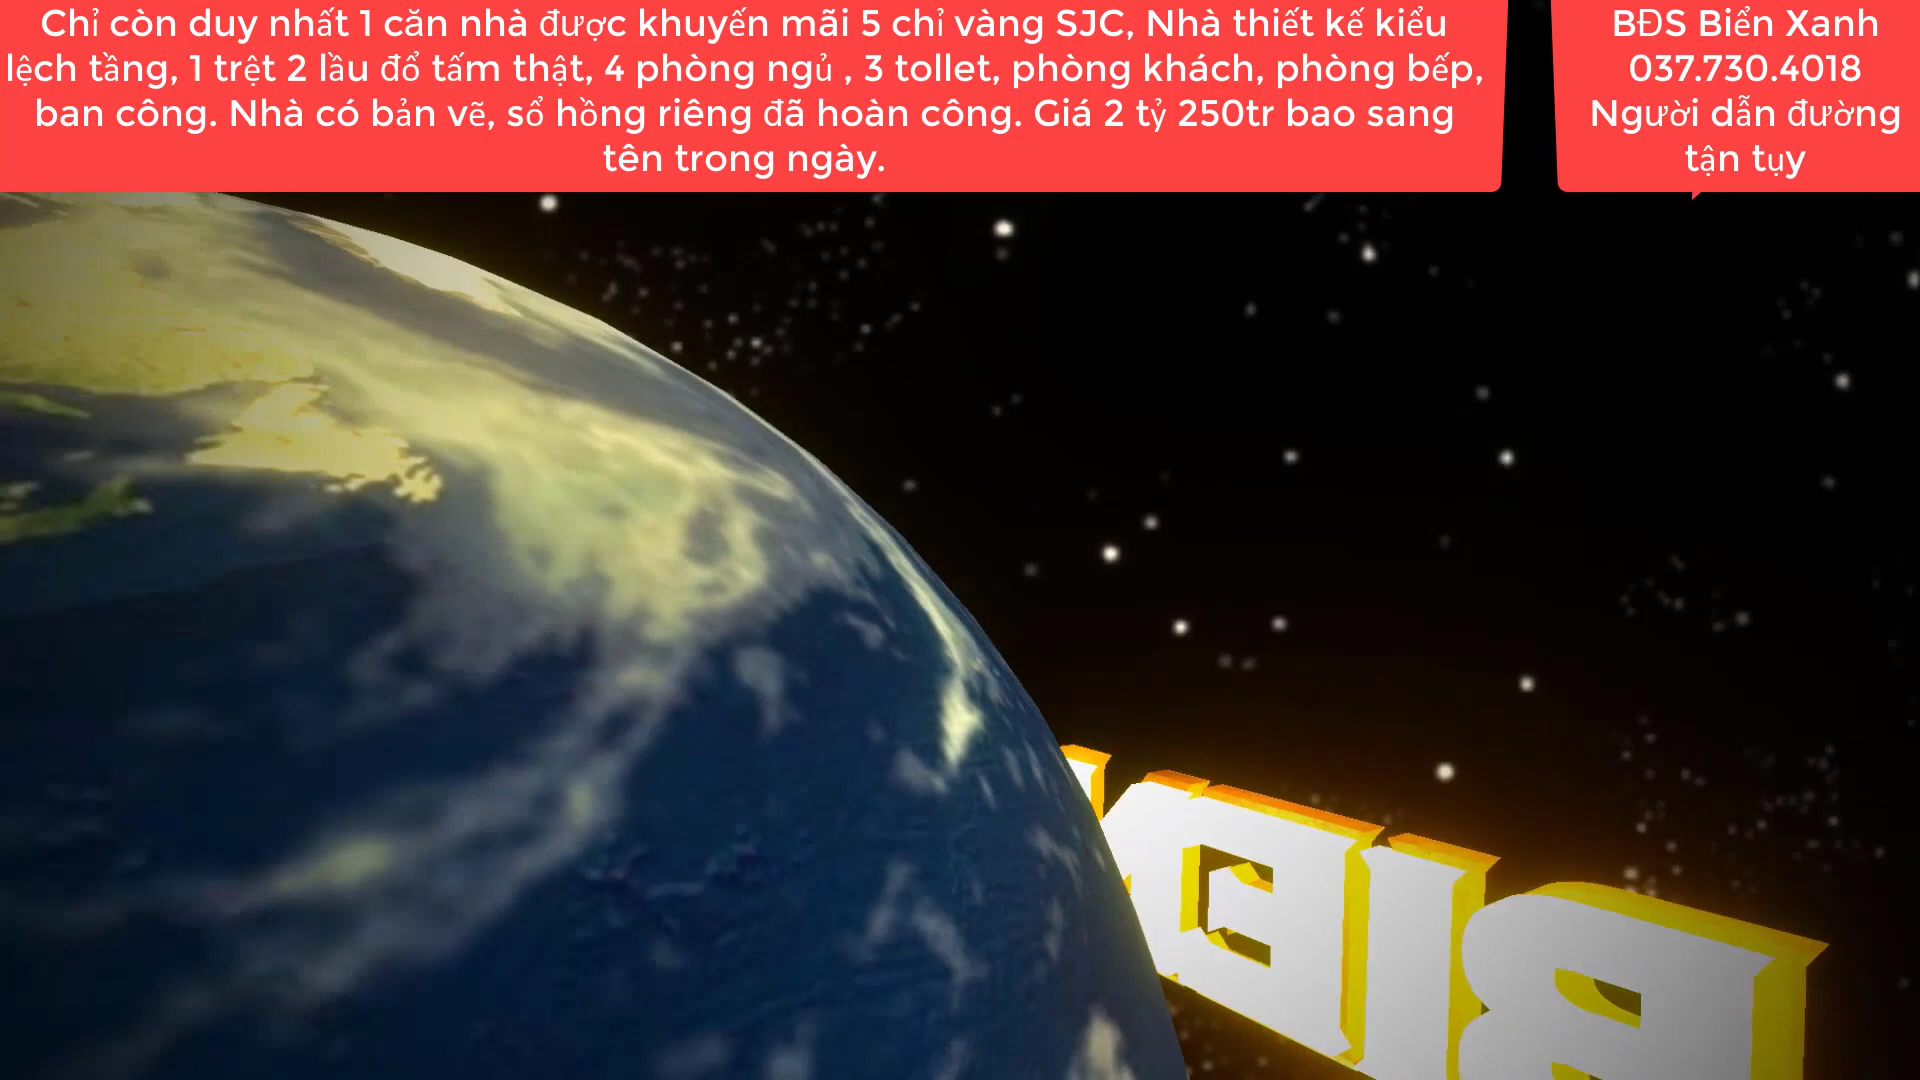 Chỉ còn duy nhất 1 căn nhà được khuyến mãi 5 chỉ vàng SJC, Nhà thiết kế kiểu
lệch tầng, 1 trệt 2 lầu đổ tấm thật, 4 phòng ngủ , 3 tollet, phòng khách, phòng bếp,
ban công. Nhà có bản vẽ, sổ hồng riêng đã hoàn công. Giá 2 tỷ 250tr bao sang
tên trong ngày.
BĐS Biển Xanh
037.730.4018
Người dẫn đường
tận tụy